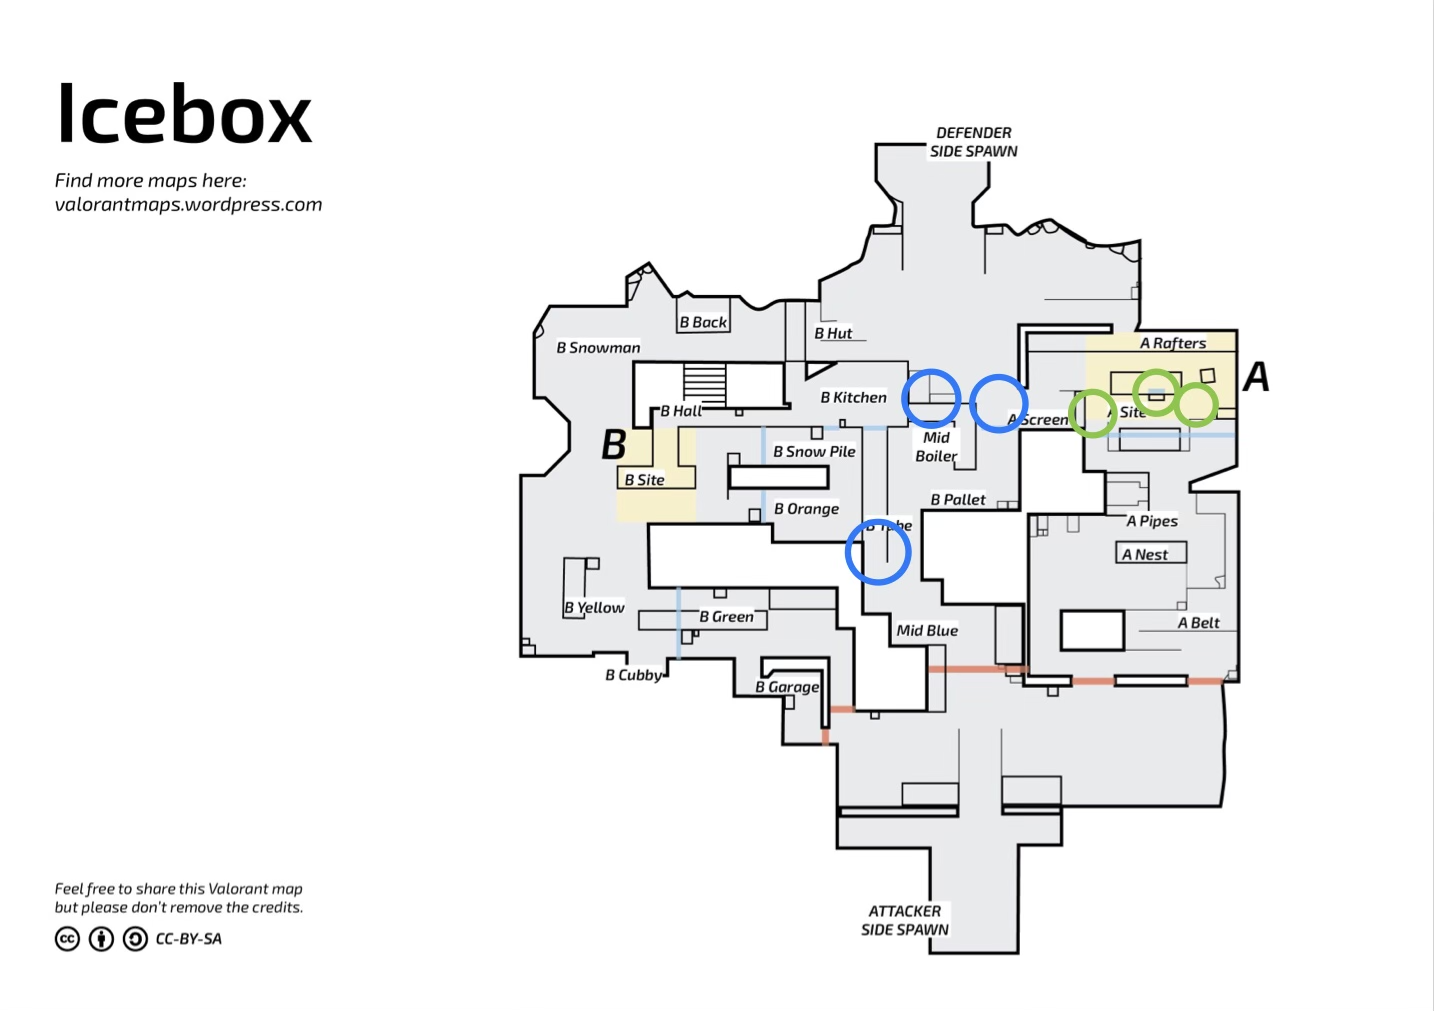 Icebox
Find more maps here:
valorantmaps.wordpress.com
DEFENDER
SIDE SPAWN
B Back
B Hut
A Rafters
B Snowman
A
B Kitchen
B Hall
A Site
A Screen
B
Mid
Boiler
B Snow Pile
B Site
B Pallet
B Orange
A Pipes
B Tube
A Nest
B Yellow
B Green
A Belt
Mid Blue
B Cubby
B Garage
Feel free to share this Valorant map
but please don't remove the credits.
ATTACKER
SIDE SPAWN
cc
CC-BY-SA